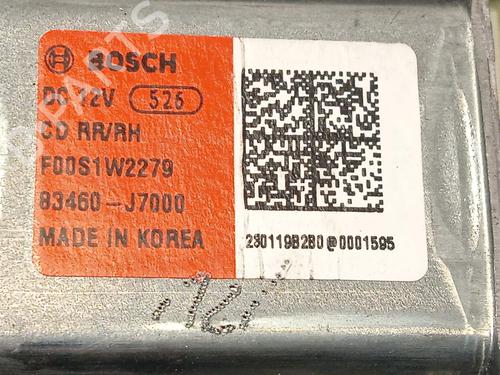 BOSCH
DC 12V 526
CD RR/RH
F00S1W2279
83460-J7000
MADE IN KOREA
230119B2B0@0001595